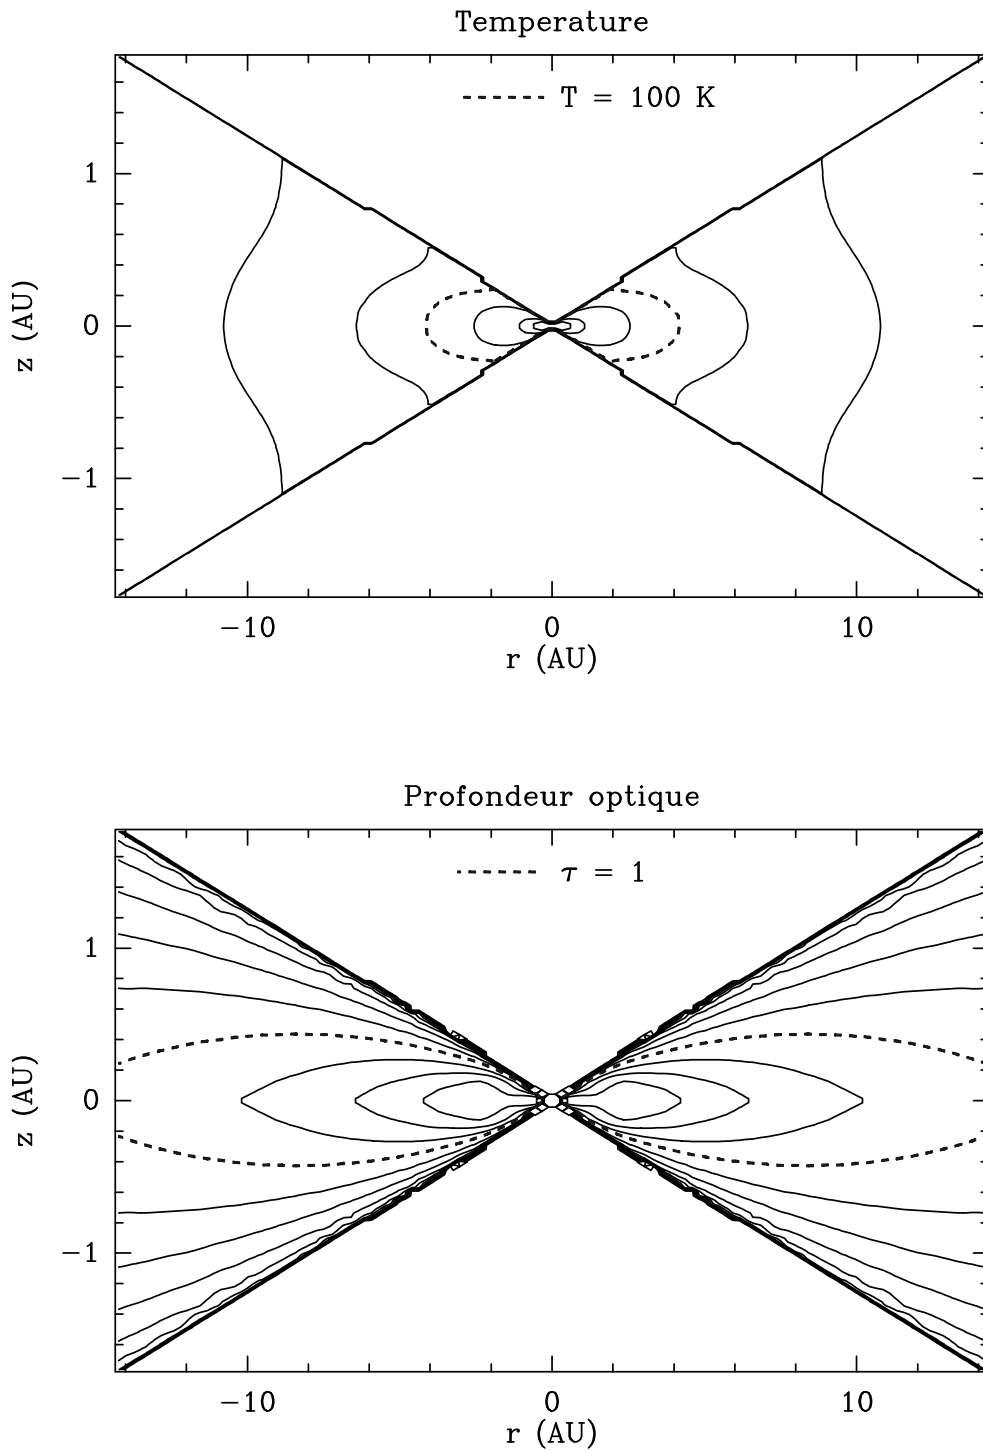 Temperature
T = 100 K
1
0
−1
z (AU)
−10 0 10
r (AU)
Profondeur optique
τ = 1
1
0
−1
z (AU)
−10 0 10
r (AU)